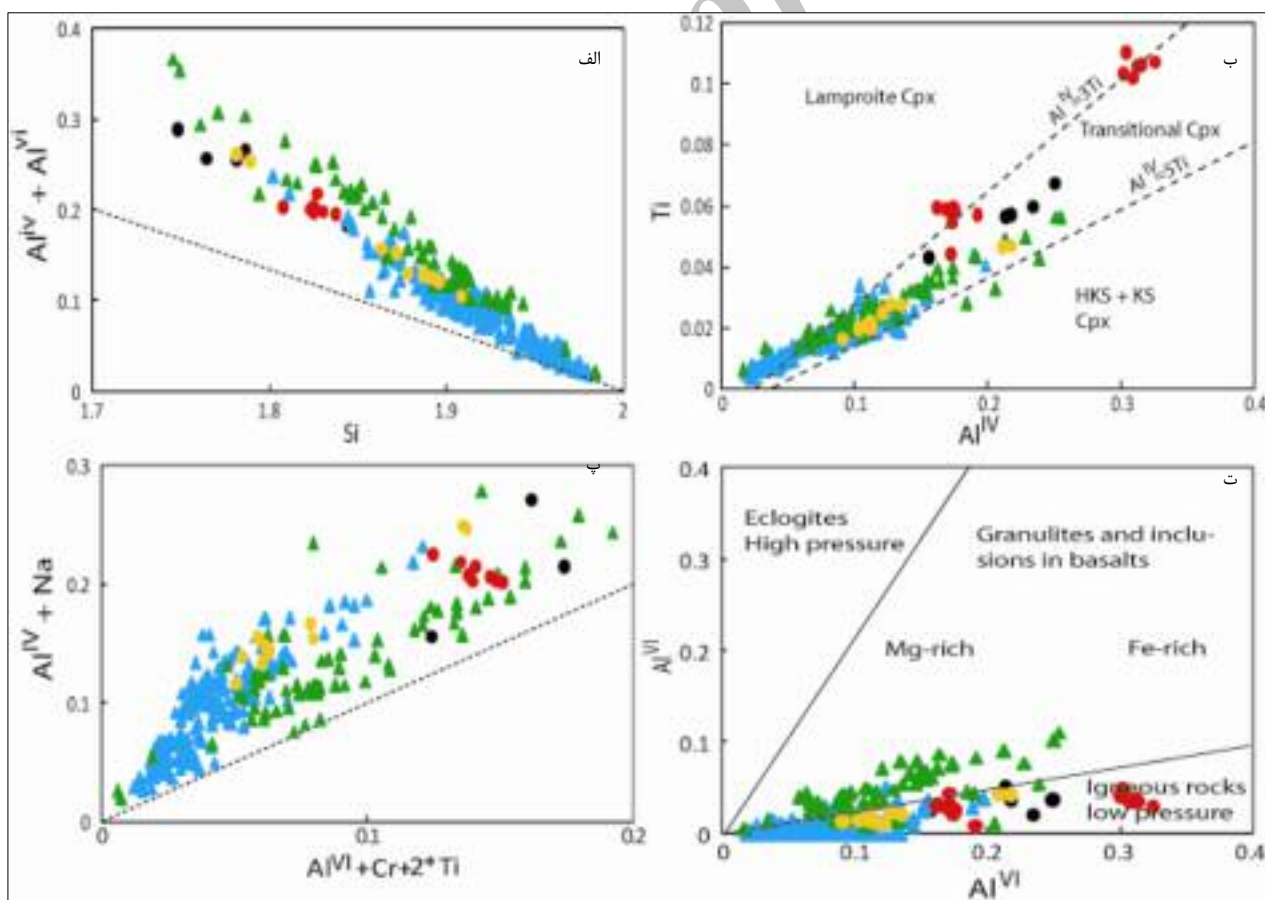 الف
0.4
0.3
0.2
0.1
0
1.7
1.8
1.9
2
Al^iv + Al^vi
Si
ب
0.12
0.1
0.08
0.06
0.04
0.02
0
0
0.1
0.2
0.3
0.4
Ti
Al^IV
Lamproite Cpx
Al^IV=3Ti
Transitional Cpx
Al^IV=5Ti
HKS + KS
Cpx
پ
0.3
0.2
0.1
0
0
0.1
0.2
Al^IV + Na
Al^VI+Cr+2*Ti
ت
0.4
0.3
0.2
0.1
0
0
0.1
0.2
0.3
0.4
Al^VI
Al^VI
Eclogites
High pressure
Granulites and inclu-
sions in basalts
Mg-rich
Fe-rich
Igneous rocks
low pressure